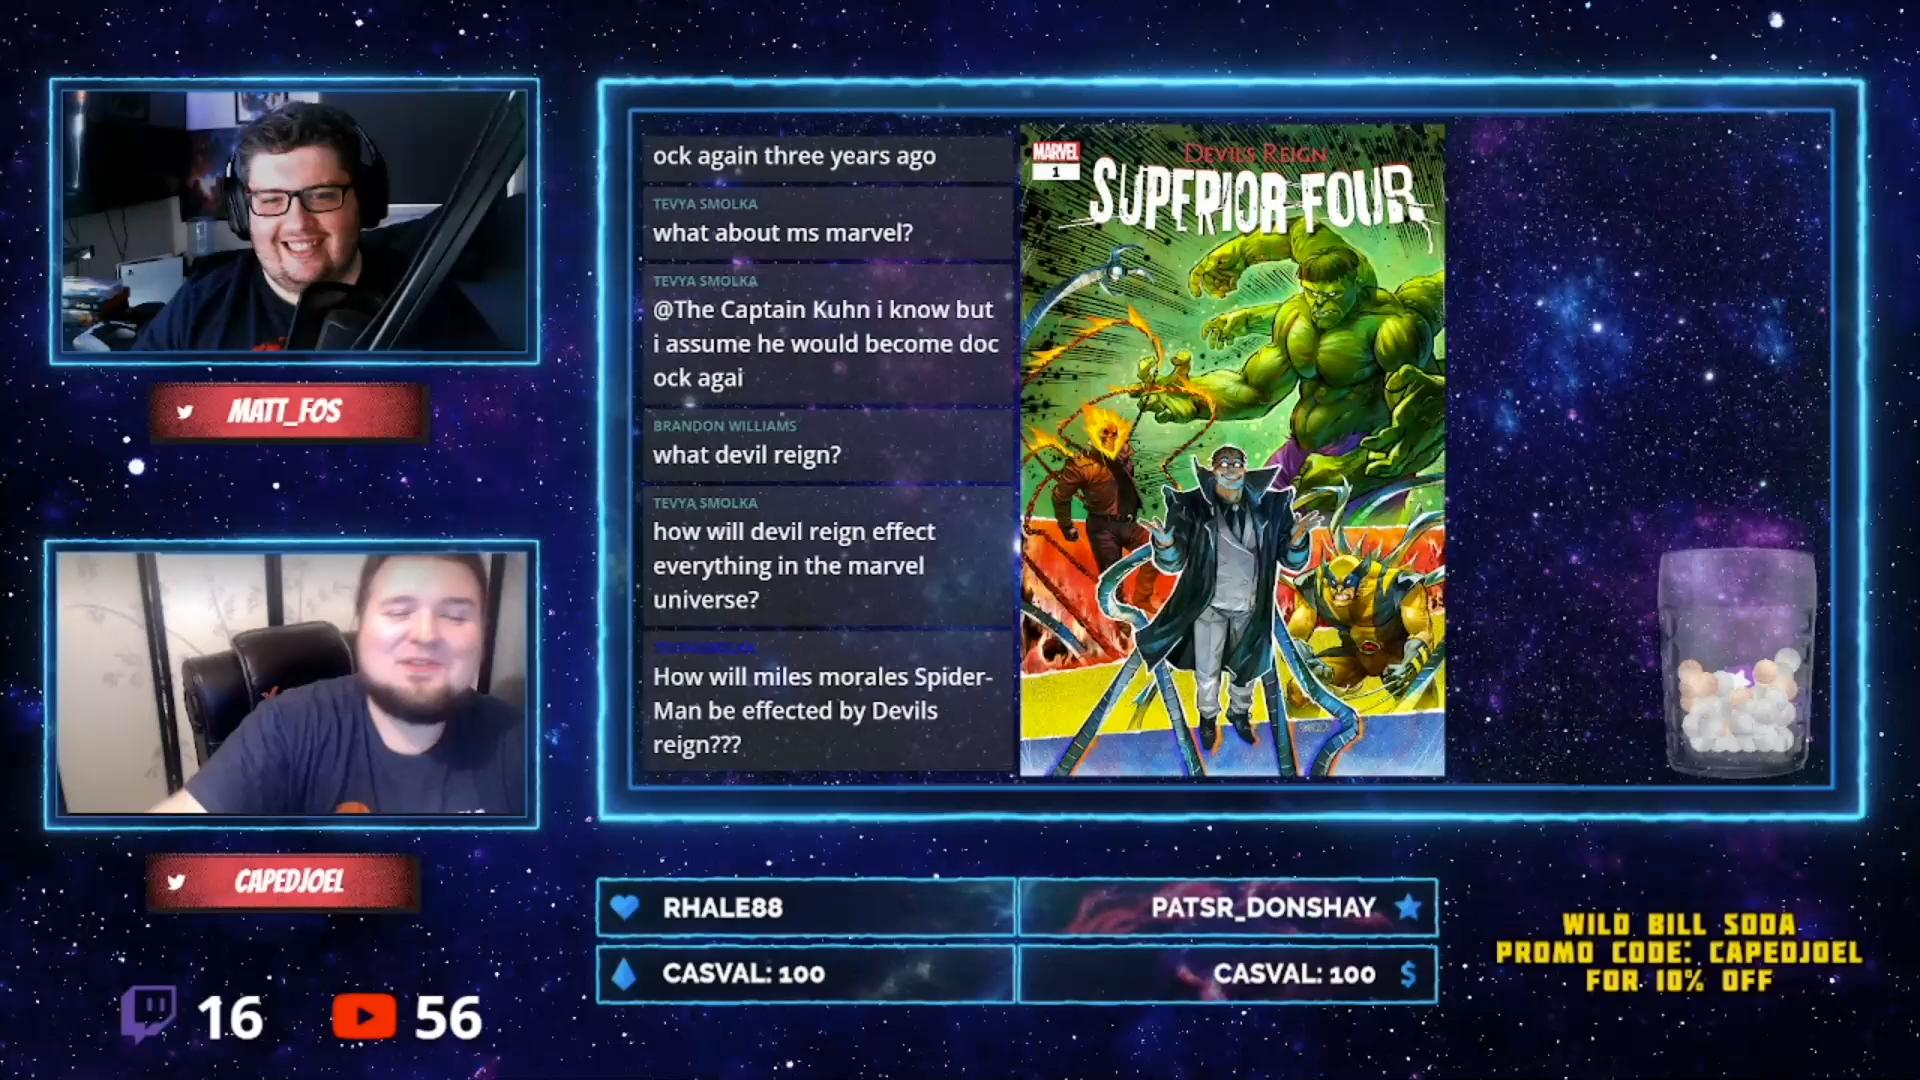 ock again three years ago
TEVYA SMOLKA
what about ms marvel?
TEVYA SMOLKA
@The Captain Kuhn i know but
i assume he would become doc
ock agai
BRANDON WILLIAMS
what devil reign?
TEVYA SMOLKA
how will devil reign effect
everything in the marvel
universe?
TEVYA SMOLKA
How will miles morales Spider-
Man be effected by Devils
reign???
MARVEL
1
DEVIL'S REIGN
SUPERIOR FOUR
MATT_FOS
CAPEDJOEL
16
56
RHALE88
PATSR_DONSHAY
CASVAL: 100
CASVAL: 100
$
WILD BILL SODA
PROMO CODE: CAPEDJOEL
FOR 10% OFF